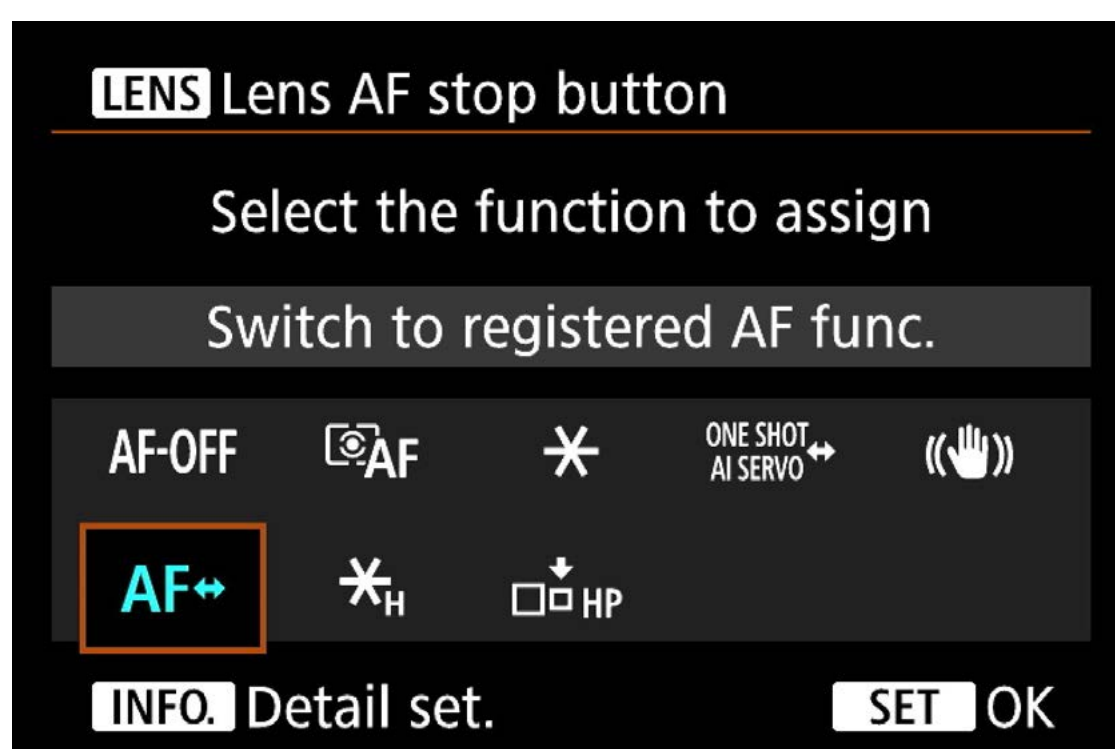 LENS Lens AF stop button
Select the function to assign
Switch to registered AF func.
AF-OFF AF ONE SHOT
AI SERVO
AF H HP
INFO. Detail set. SET OK